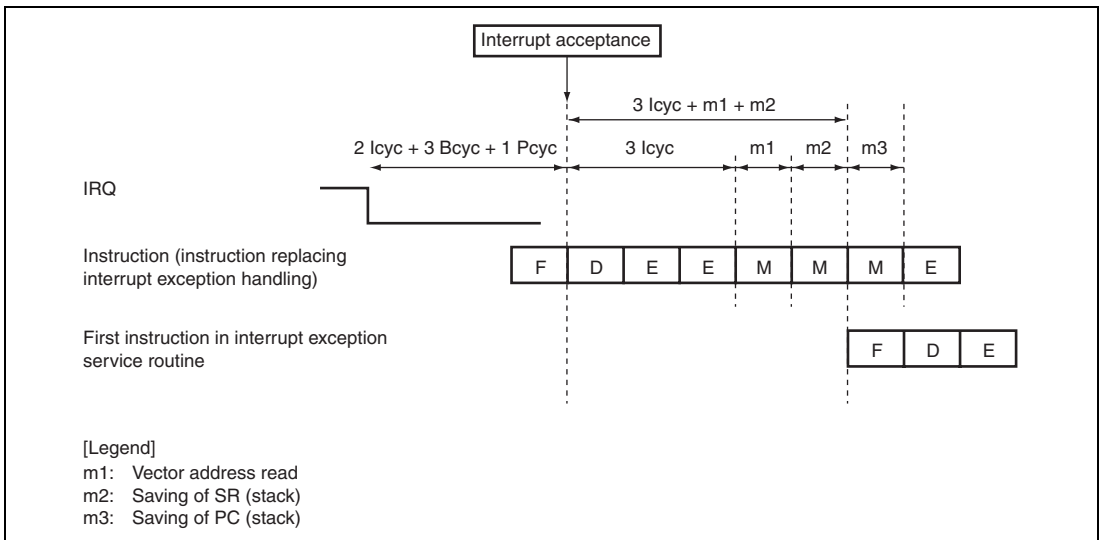 Interrupt acceptance
3 Icyc + m1 + m2
2 Icyc + 3 Bcyc + 1 Pcyc
3 Icyc
m1
m2
m3
IRQ
Instruction (instruction replacing
interrupt exception handling)
F D E E M M M E
First instruction in interrupt exception
service routine
F D E
[Legend]
m1: Vector address read
m2: Saving of SR (stack)
m3: Saving of PC (stack)